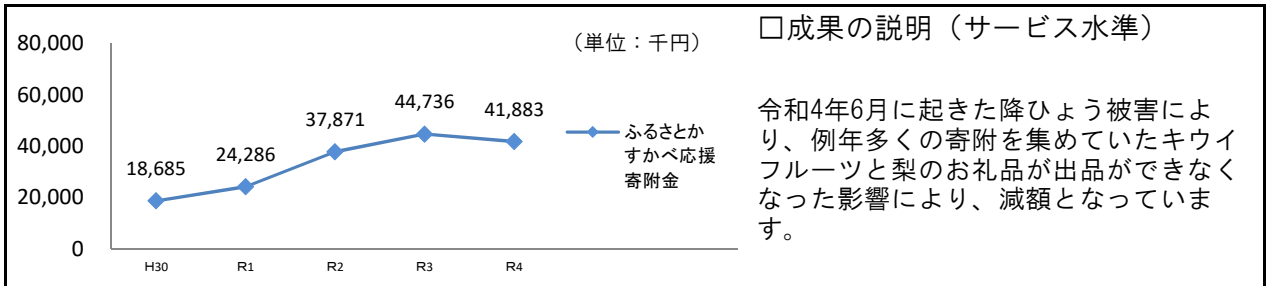 80,000
60,000
40,000
20,000
0
(単位:千円)
18,685
24,286
37,871
44,736
41,883
H30
R1
R2
R3
R4
ふるさとか
すかべ応援
寄附金
□成果の説明(サービス水準)
令和4年6月に起きた降ひょう被害によ
り、例年多くの寄附を集めていたキウイ
フルーツと梨のお礼品が出品ができなく
なった影響により、減額となっていま
す。